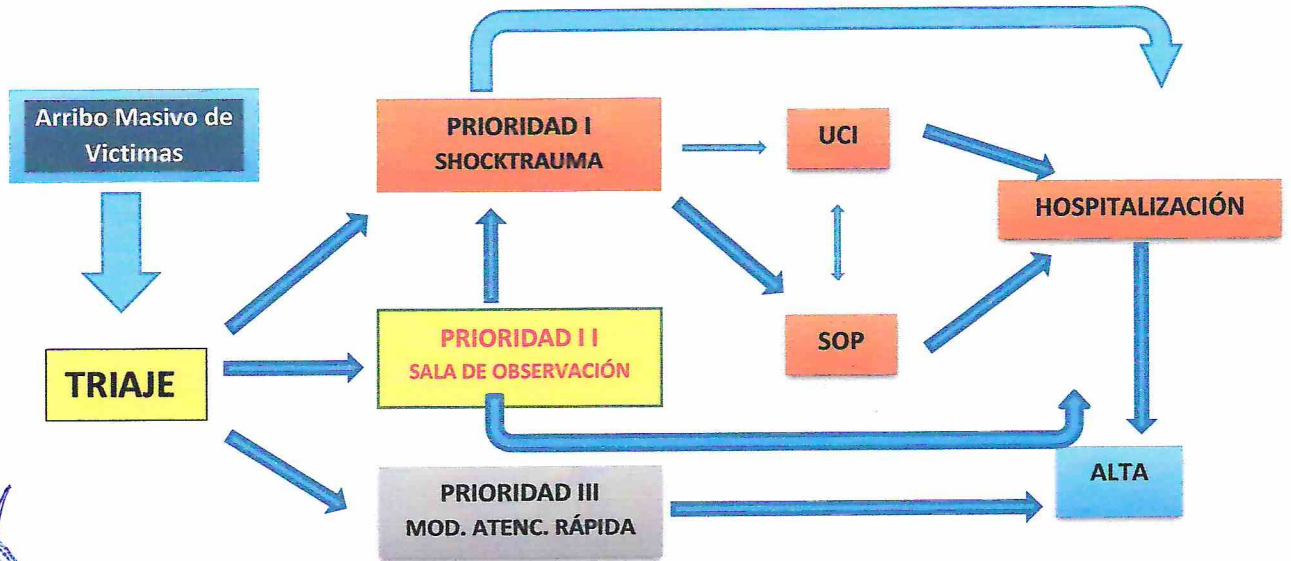 Arribo Masivo de
Victimas
TRIAJE
PRIORIDAD I
SHOCKTRAUMA
PRIORIDAD I I
SALA DE OBSERVACIÓN
PRIORIDAD III
MOD. ATENC. RÁPIDA
UCI
SOP
HOSPITALIZACIÓN
ALTA